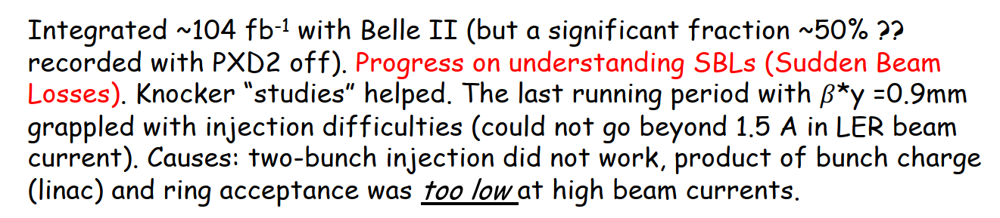 Integrated ~104 fb-1 with Belle II (but a significant fraction ~50% ??
recorded with PXD2 off). Progress on understanding SBLs (Sudden Beam
Losses). Knocker “studies” helped. The last running period with β*y =0.9mm
grappled with injection difficulties (could not go beyond 1.5 A in LER beam
current). Causes: two-bunch injection did not work, product of bunch charge
(linac) and ring acceptance was too low at high beam currents.